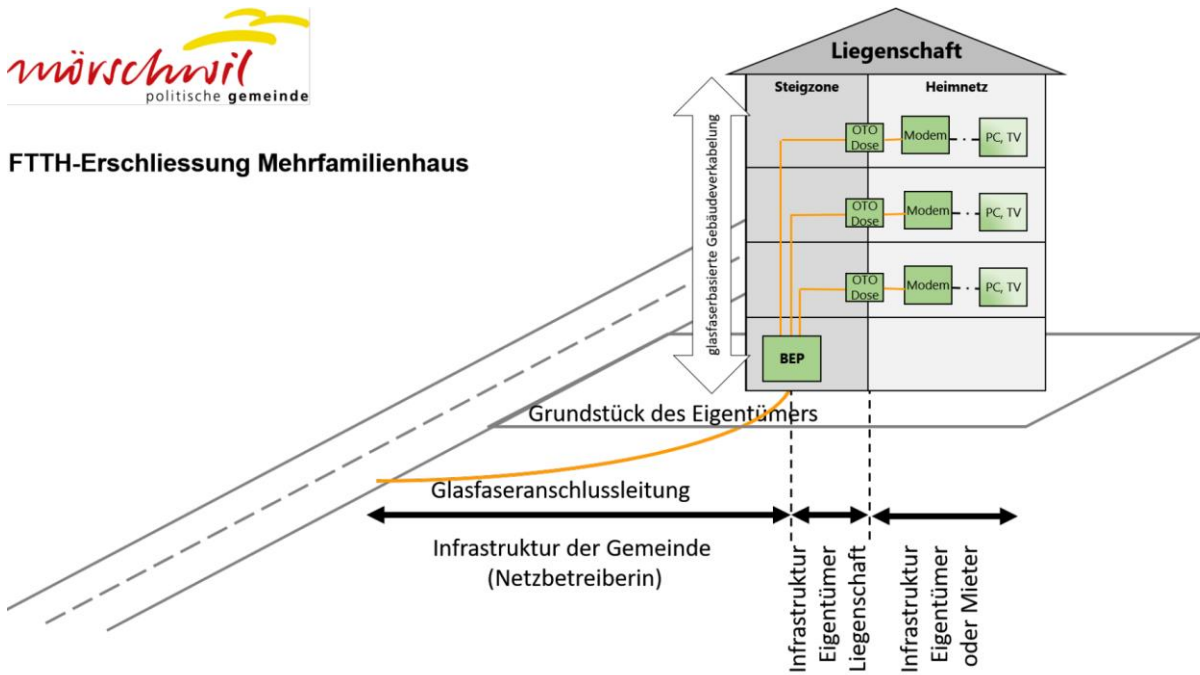 mörschwil
politische gemeinde
FTTH-Erschliessung Mehrfamilienhaus
Liegenschaft
Steigzone
Heimnetz
glasfaserbasierte Gebäudeverkabelung
OTO
Dose
Modem
PC, TV
OTO
Dose
Modem
PC, TV
OTO
Dose
Modem
PC, TV
BEP
Grundstück des Eigentümers
Glasfaseranschlussleitung
Infrastruktur der Gemeinde
(Netzbetreiberin)
Infrastruktur
Eigentümer
Liegenschaft
Infrastruktur
Eigentümer
oder Mieter